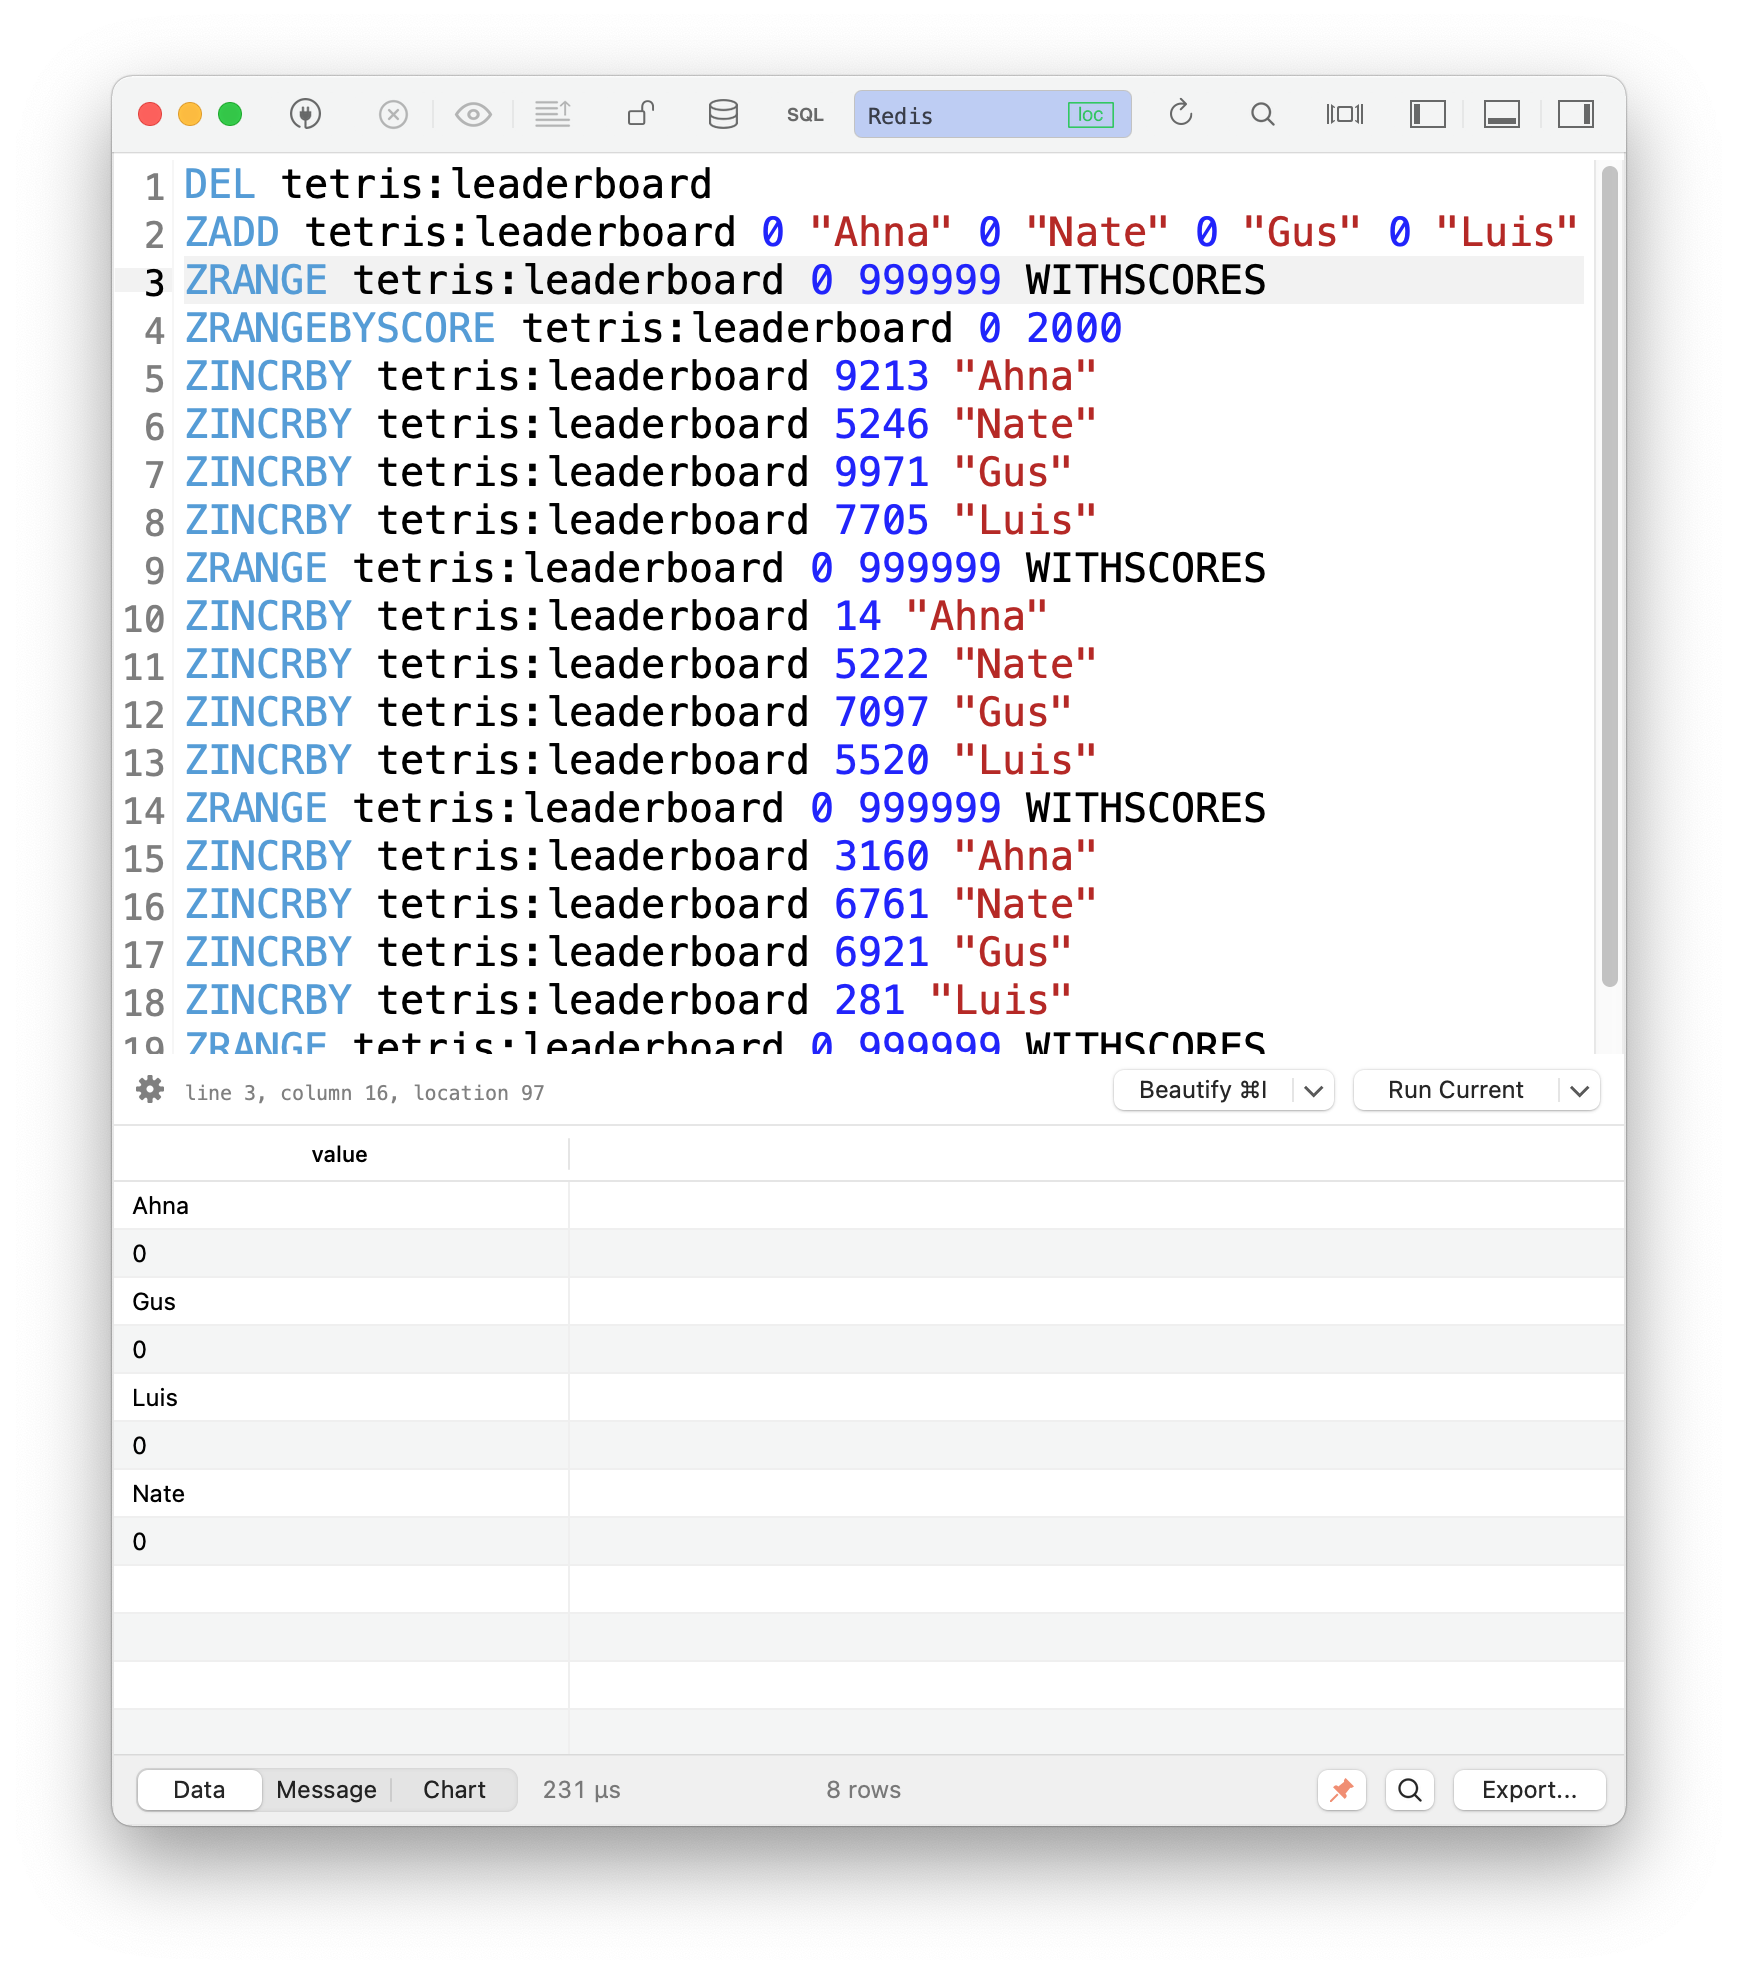 SQL Redis loc
1 DEL tetris:leaderboard
2 ZADD tetris:leaderboard 0 "Ahna" 0 "Nate" 0 "Gus" 0 "Luis"
3 ZRANGE tetris:leaderboard 0 999999 WITHSCORES
4 ZRANGEBYSCORE tetris:leaderboard 0 2000
5 ZINCRBY tetris:leaderboard 9213 "Ahna"
6 ZINCRBY tetris:leaderboard 5246 "Nate"
7 ZINCRBY tetris:leaderboard 9971 "Gus"
8 ZINCRBY tetris:leaderboard 7705 "Luis"
9 ZRANGE tetris:leaderboard 0 999999 WITHSCORES
10 ZINCRBY tetris:leaderboard 14 "Ahna"
11 ZINCRBY tetris:leaderboard 5222 "Nate"
12 ZINCRBY tetris:leaderboard 7097 "Gus"
13 ZINCRBY tetris:leaderboard 5520 "Luis"
14 ZRANGE tetris:leaderboard 0 999999 WITHSCORES
15 ZINCRBY tetris:leaderboard 3160 "Ahna"
16 ZINCRBY tetris:leaderboard 6761 "Nate"
17 ZINCRBY tetris:leaderboard 6921 "Gus"
18 ZINCRBY tetris:leaderboard 281 "Luis"
19 ZRANGE tetris:leaderboard 0 999999 WITHSCORES
line 3, column 16, location 97 Beautify ⌘I Run Current
value
Ahna
0
Gus
0
Luis
0
Nate
0
Data Message Chart 231 µs 8 rows Export...